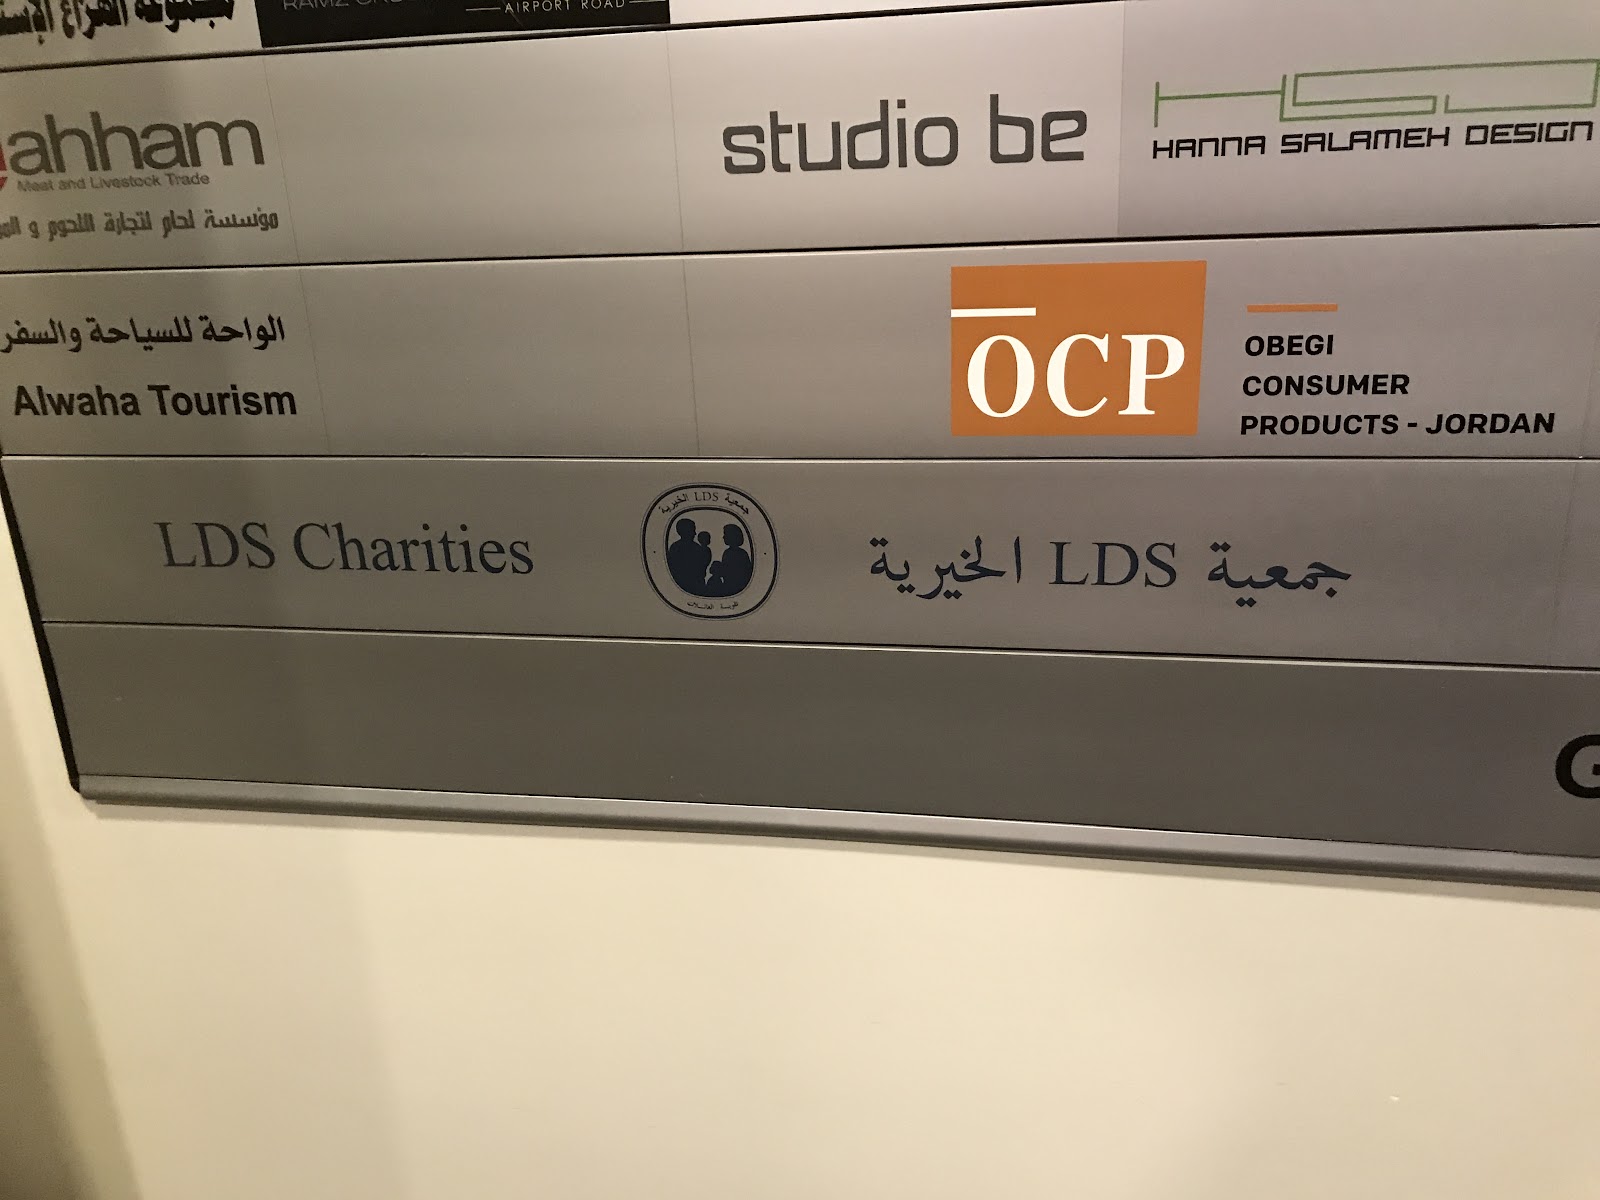 AIRPORT ROAD
ahham
Meat and Livestock Trade
مؤسسة لحام لتجارة اللحوم و
studio be
HSD
HANNA SALAMEH DESIGN
الواحة للسياحة والسفر
Alwaha Tourism
OCP
OBEGI
CONSUMER
PRODUCTS - JORDAN
LDS Charities
جمعية LDS الخيرية
جمعية LDS الخيرية
G